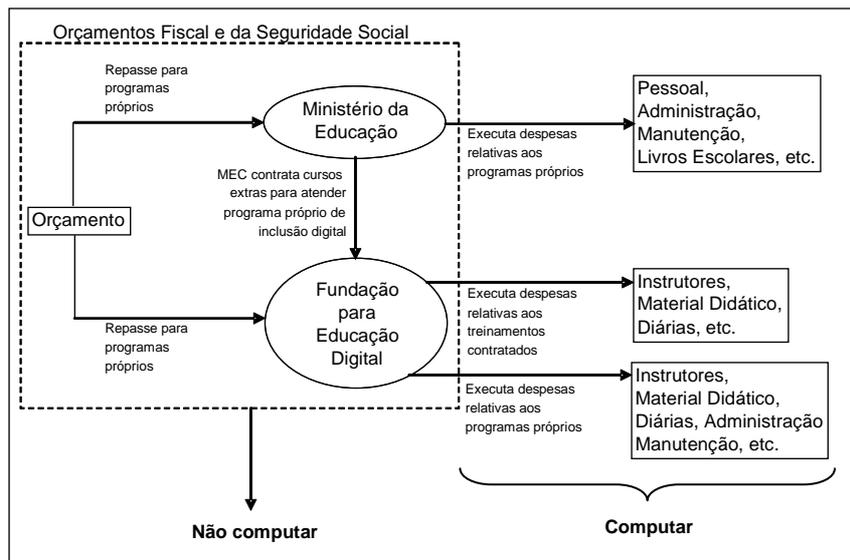 Orçamentos Fiscal e da Seguridade Social
Repasse para
programas
próprios
Ministério da
Educação
Executa despesas
relativas aos
programas próprios
Pessoal,
Administração,
Manutenção,
Livros Escolares, etc.
MEC contrata cursos
extras para atender
programa próprio de
inclusão digital
Orçamento
Repasse para
programas
próprios
Fundação
para
Educação
Digital
Executa despesas
relativas aos
treinamentos
contratados
Instrutores,
Material Didático,
Diárias, etc.
Executa despesas
relativas aos
programas próprios
Instrutores,
Material Didático,
Diárias, Administração
Manutenção, etc.
Não computar
Computar